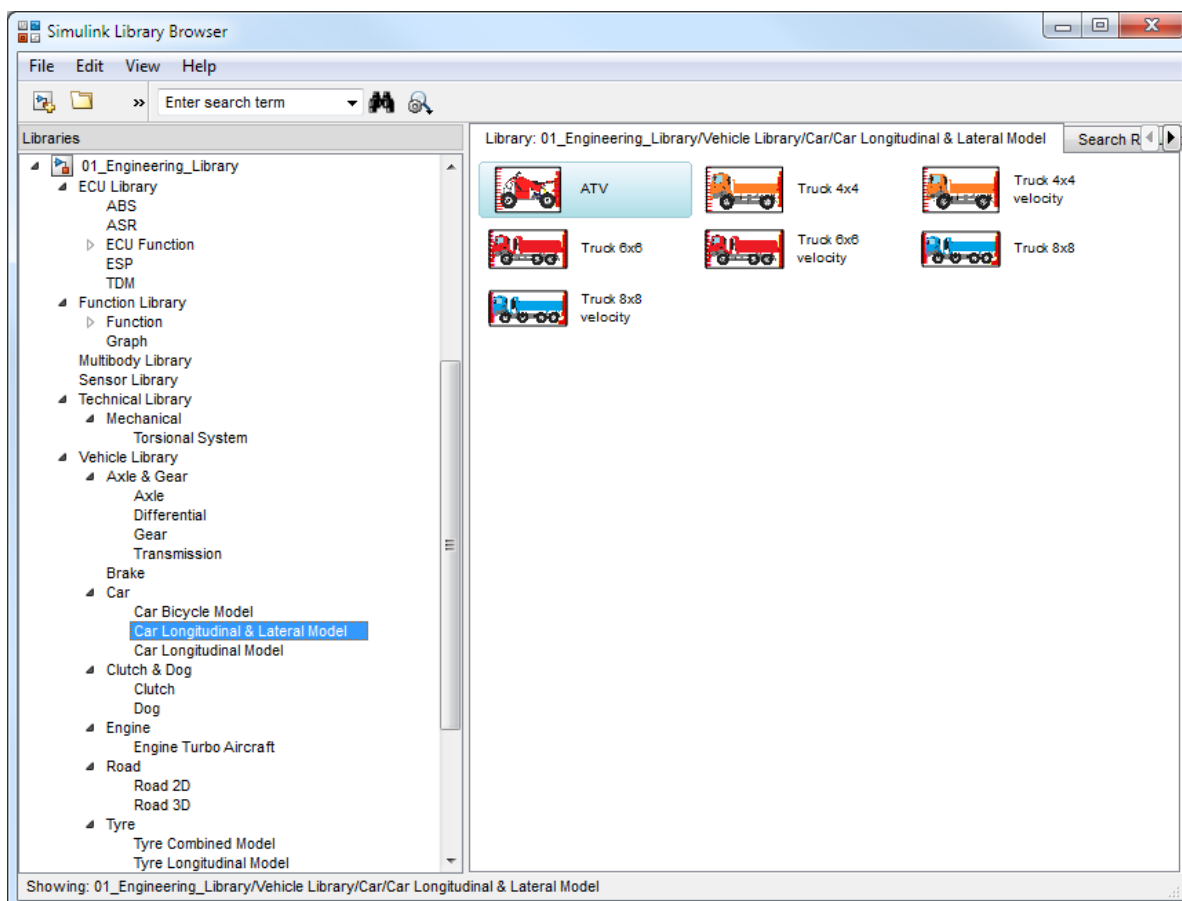 Simulink Library Browser
File Edit View Help
» Enter search term
Libraries
01_Engineering_Library
ECU Library
ABS
ASR
ECU Function
ESP
TDM
Function Library
Function
Graph
Multibody Library
Sensor Library
Technical Library
Mechanical
Torsional System
Vehicle Library
Axle & Gear
Axle
Differential
Gear
Transmission
Brake
Car
Car Bicycle Model
Car Longitudinal & Lateral Model
Car Longitudinal Model
Clutch & Dog
Clutch
Dog
Engine
Engine Turbo Aircraft
Road
Road 2D
Road 3D
Tyre
Tyre Combined Model
Tyre Longitudinal Model
Library: 01_Engineering_Library/Vehicle Library/Car/Car Longitudinal & Lateral Model Search R
ATV
Truck 4x4
Truck 4x4
velocity
Truck 6x6
Truck 6x6
velocity
Truck 8x8
Truck 8x8
velocity
Showing: 01_Engineering_Library/Vehicle Library/Car/Car Longitudinal & Lateral Model